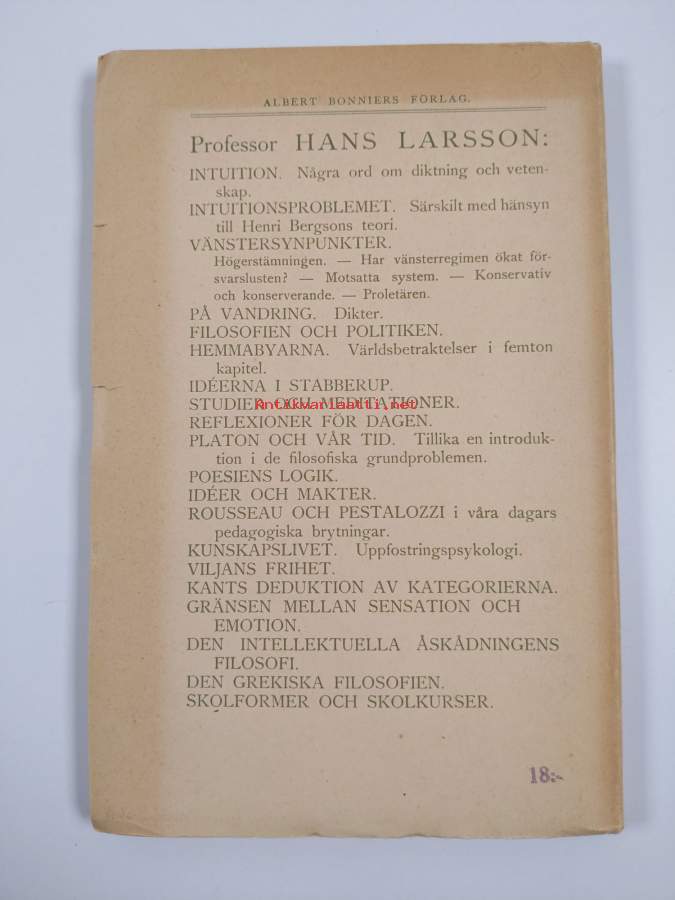 ALBERT BONNIERS FÖRLAG.
Professor HANS LARSSON:
INTUITION. Några ord om diktning och veten-
skap.
INTUITIONSPROBLEMET. Särskilt med hänsyn
till Henri Bergsons teori.
VÄNSTERSYNPUNKTER.
Högerstämningen. — Har vänsterregimen ökat för-
svarslusten? — Motsatta system. — Konservativ
och konserverande. — Proletären.
PÅ VANDRING. Dikter.
FILOSOFIEN OCH POLITIKEN.
HEMMABYARNA. Världsbetraktelser i femton
kapitel.
IDÉERNA I STABBERUP.
STUDIER OCH MEDITATIONER.
Antikvariaatti.net
REFLEXIONER FÖR DAGEN.
PLATON OCH VÅR TID. Tillika en introduk-
tion i de filosofiska grundproblemen.
POESIENS LOGIK.
IDÉER OCH MAKTER.
ROUSSEAU OCH PESTALOZZI i våra dagars
pedagogiska brytningar.
KUNSKAPSLIVET. Uppfostringspsykologi.
VILJANS FRIHET.
KANTS DEDUKTION AV KATEGORIERNA.
GRÄNSEN MELLAN SENSATION OCH
EMOTION.
DEN INTELLEKTUELLA ÅSKÅDNINGENS
FILOSOFI.
DEN GREKISKA FILOSOFIEN.
SKOLFORMER OCH SKOLKURSER.
18:-